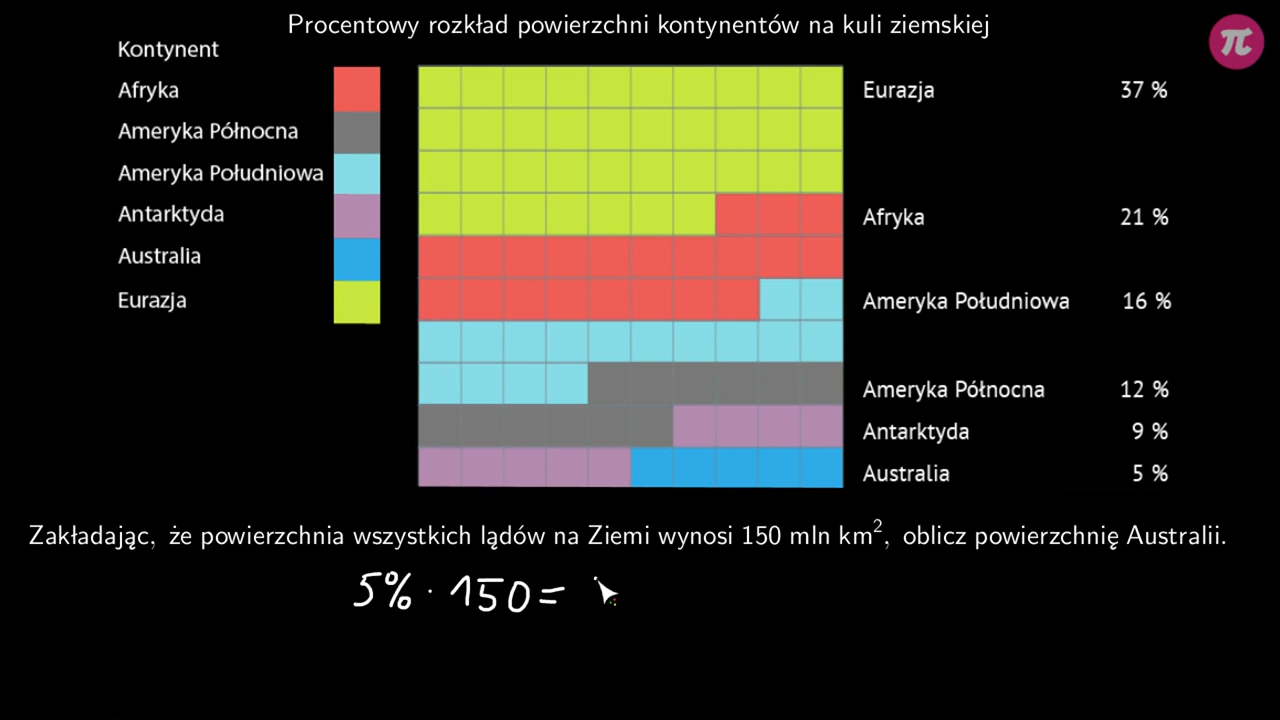 Procentowy rozkład powierzchni kontynentów na kuli ziemskiej
π
Kontynent
Afryka
Ameryka Północna
Ameryka Południowa
Antarktyda
Australia
Eurazja
Eurazja 37 %
Afryka 21 %
Ameryka Południowa 16 %
Ameryka Północna 12 %
Antarktyda 9 %
Australia 5 %
Zakładając, że powierzchnia wszystkich lądów na Ziemi wynosi 150 mln km², oblicz powierzchnię Australii.
5% · 150 =